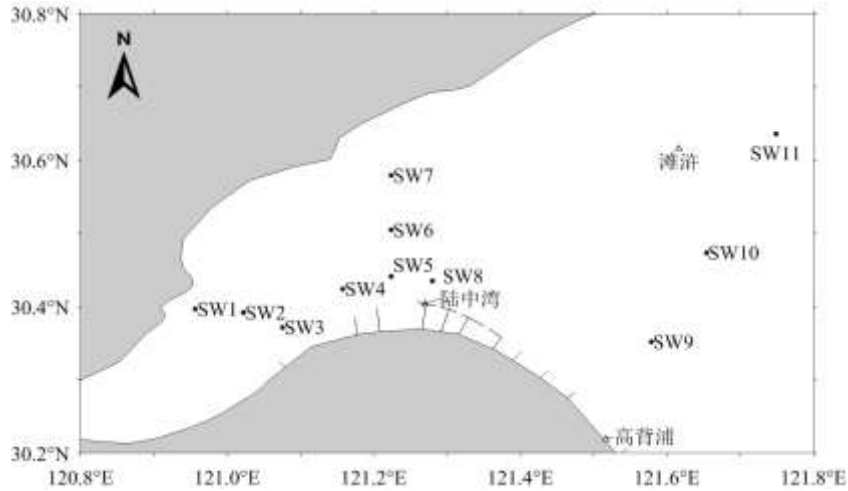 30.8°N
N
30.6°N
SW7
滩浒
SW11
SW6
SW10
SW5
SW8
SW4
陆中湾
30.4°N
SW1
SW2
SW3
SW9
高背浦
30.2°N
120.8°E
121.0°E
121.2°E
121.4°E
121.6°E
121.8°E